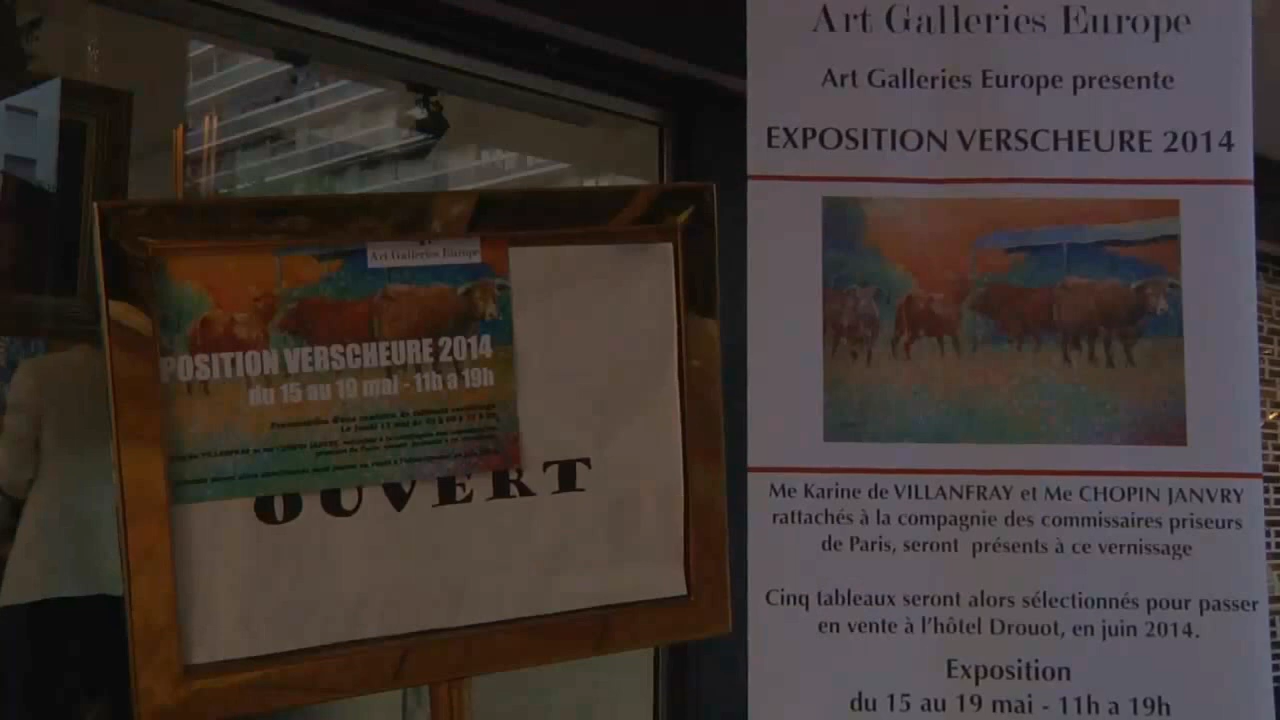 Art Galleries Europe
POSITION VERSCHEURE 2014
du 15 au 19 mai - 11h a 19h
OUVERT
Art Galleries Europe
Art Galleries Europe presente
EXPOSITION VERSCHEURE 2014
Me Karine de VILLANFRAY et Me CHOPIN JANVRY
rattachés à la compagnie des commissaires priseurs
de Paris, seront présents à ce vernissage
Cinq tableaux seront alors sélectionnés pour passer
en vente à l'hôtel Drouot, en juin 2014.
Exposition
du 15 au 19 mai - 11h à 19h